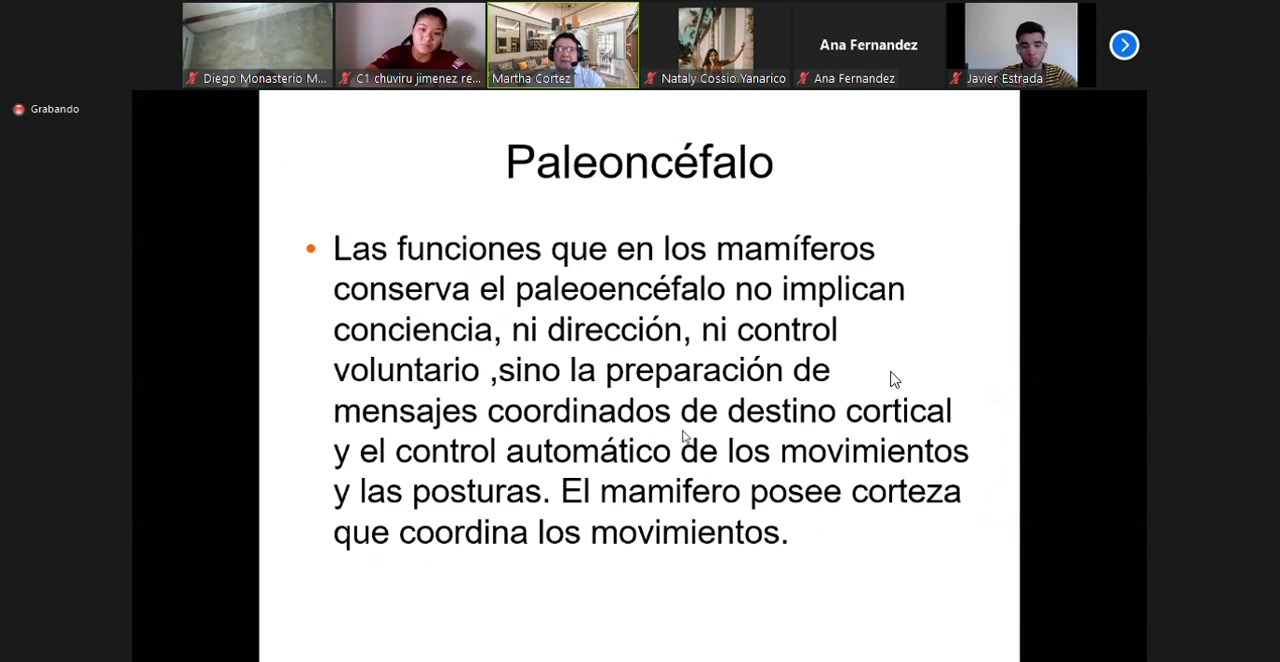 Diego Monasterio M...
C1 chuviru jimenez re...
Martha Cortez
Nataly Cossio Yanarico
Ana Fernandez
Ana Fernandez
Javier Estrada
Grabando
Paleoncéfalo
• Las funciones que en los mamíferos
conserva el paleoencéfalo no implican
conciencia, ni dirección, ni control
voluntario ,sino la preparación de
mensajes coordinados de destino cortical
y el control automático de los movimientos
y las posturas. El mamifero posee corteza
que coordina los movimientos.